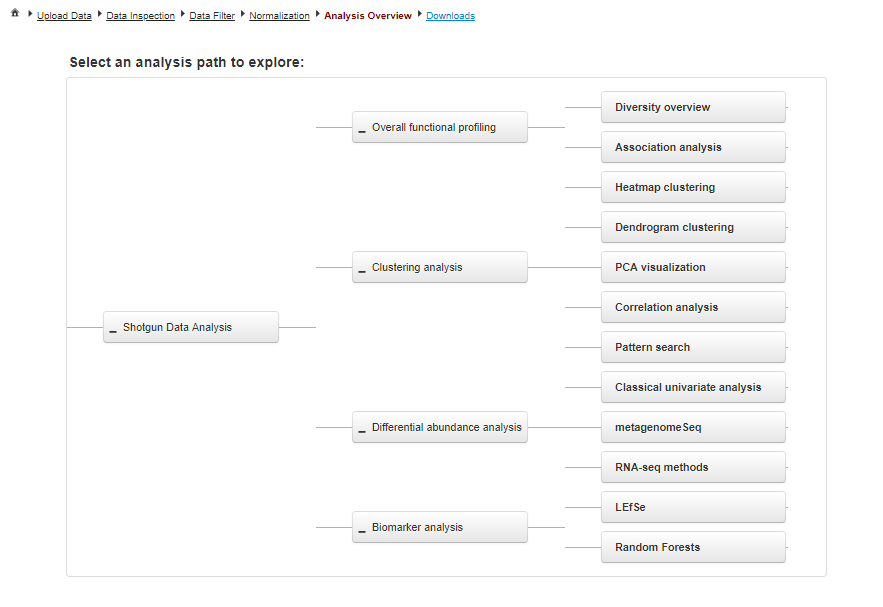 Upload Data Data Inspection Data Filter Normalization Analysis Overview Downloads
Select an analysis path to explore:
Shotgun Data Analysis
Overall functional profiling
Diversity overview
Association analysis
Clustering analysis
Heatmap clustering
Dendrogram clustering
PCA visualization
Correlation analysis
Pattern search
Differential abundance analysis
Classical univariate analysis
metagenomeSeq
RNA-seq methods
Biomarker analysis
LEfSe
Random Forests